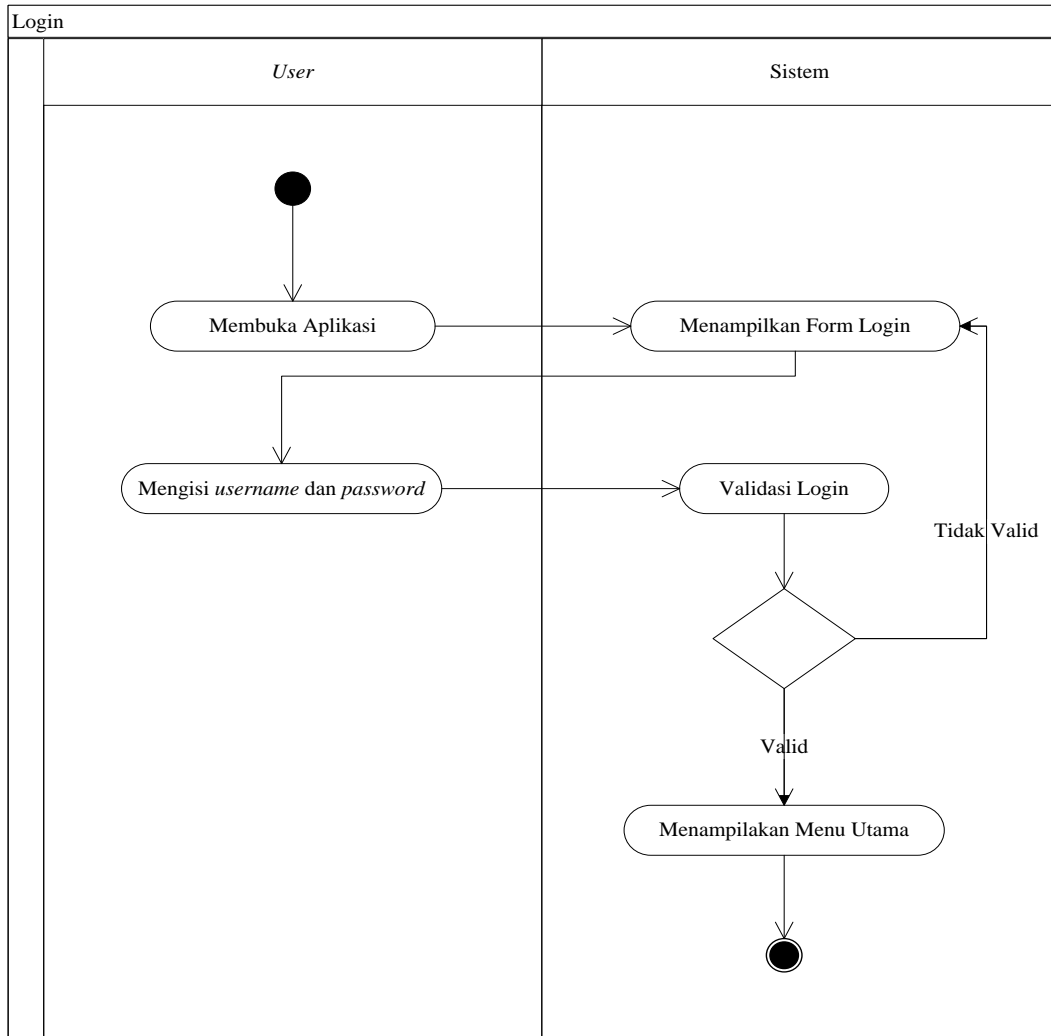 Login
User
Sistem
Membuka Aplikasi
Menampilkan Form Login
Mengisi username dan password
Validasi Login
Tidak Valid
Valid
Menampilakan Menu Utama